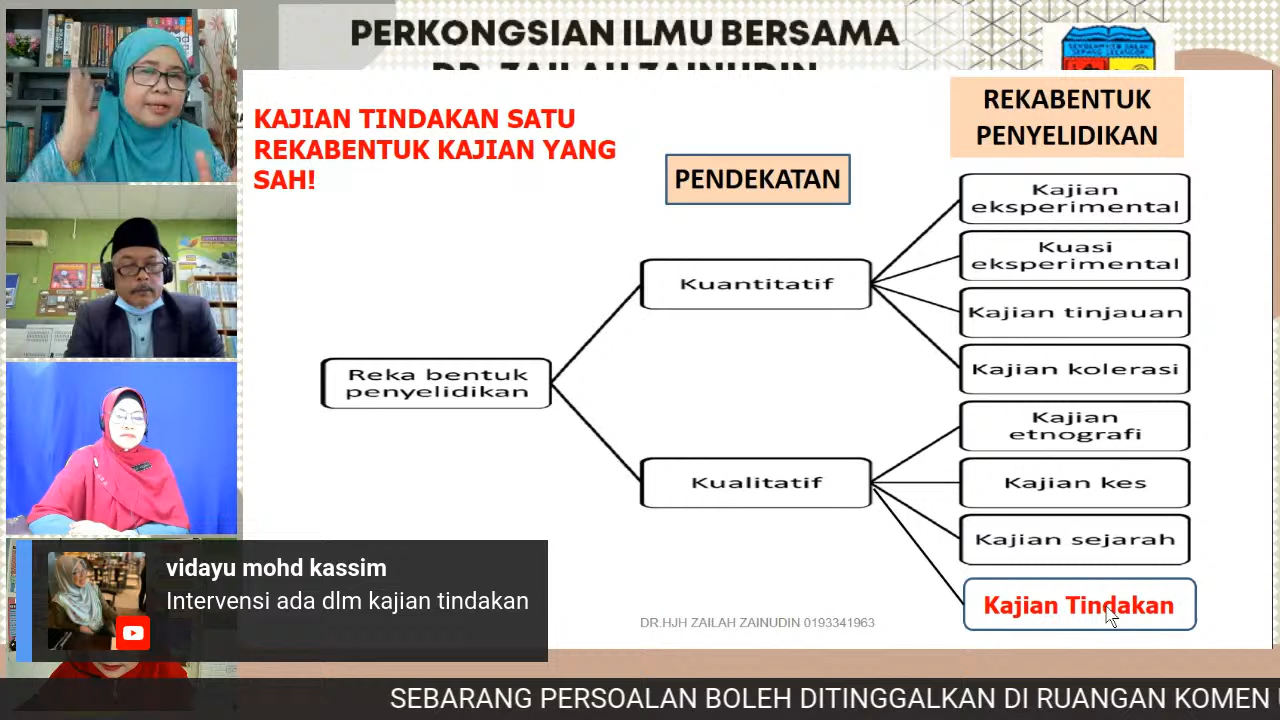 PERKONGSIAN ILMU BERSAMA
DR. ZAILAH ZAINUDIN
KAJIAN TINDAKAN SATU
REKABENTUK KAJIAN YANG
SAH!
PENDEKATAN
REKABENTUK
PENYELIDIKAN
Reka bentuk
penyelidikan
Kuantitatif
Kualitatif
Kajian
eksperimental
Kuasi
eksperimental
Kajian tinjauan
Kajian kolerasi
Kajian
etnografi
Kajian kes
Kajian sejarah
Kajian Tindakan
DR.HJH ZAILAH ZAINUDIN 0193341963
vidayu mohd kassim
Intervensi ada dlm kajian tindakan
SEBARANG PERSOALAN BOLEH DITINGGALKAN DI RUANGAN KOMEN